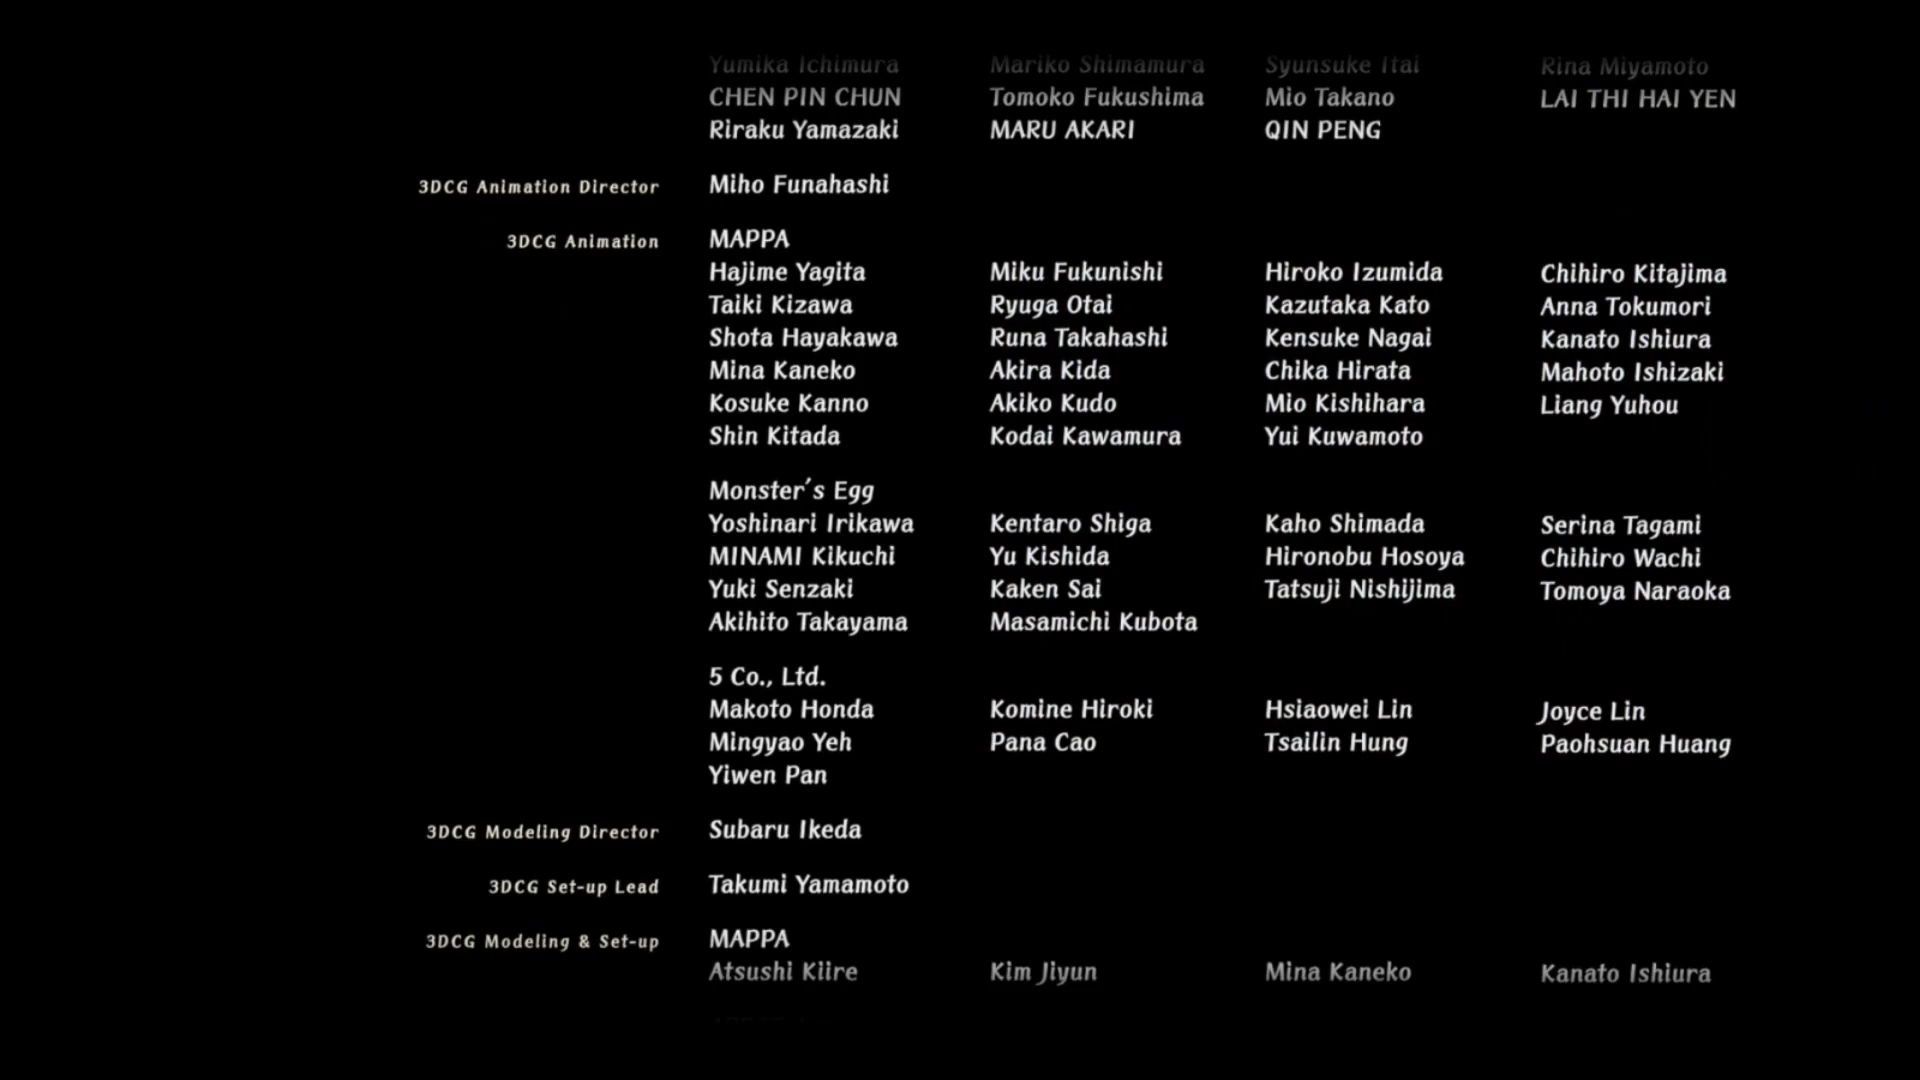 Yumika Ichimura Mariko Shimamura Syunsuke Itai Rina Miyamoto
CHEN PIN CHUN Tomoko Fukushima Mio Takano LAI THI HAI YEN
Riraku Yamazaki MARU AKARI QIN PENG
3DCG Animation Director Miho Funahashi
3DCG Animation MAPPA
Hajime Yagita Miku Fukunishi Hiroko Izumida Chihiro Kitajima
Taiki Kizawa Ryuga Otai Kazutaka Kato Anna Tokumori
Shota Hayakawa Runa Takahashi Kensuke Nagai Kanato Ishiura
Mina Kaneko Akira Kida Chika Hirata Mahoto Ishizaki
Kosuke Kanno Akiko Kudo Mio Kishihara Liang Yuhou
Shin Kitada Kodai Kawamura Yui Kuwamoto
Monster's Egg
Yoshinari Irikawa Kentaro Shiga Kaho Shimada Serina Tagami
MINAMI Kikuchi Yu Kishida Hironobu Hosoya Chihiro Wachi
Yuki Senzaki Kaken Sai Tatsuji Nishijima Tomoya Naraoka
Akihito Takayama Masamichi Kubota
5 Co., Ltd.
Makoto Honda Komine Hiroki Hsiaowei Lin Joyce Lin
Mingyao Yeh Pana Cao Tsailin Hung Paohsuan Huang
Yiwen Pan
3DCG Modeling Director Subaru Ikeda
3DCG Set-up Lead Takumi Yamamoto
3DCG Modeling & Set-up MAPPA
Atsushi Kiire Kim Jiyun Mina Kaneko Kanato Ishiura